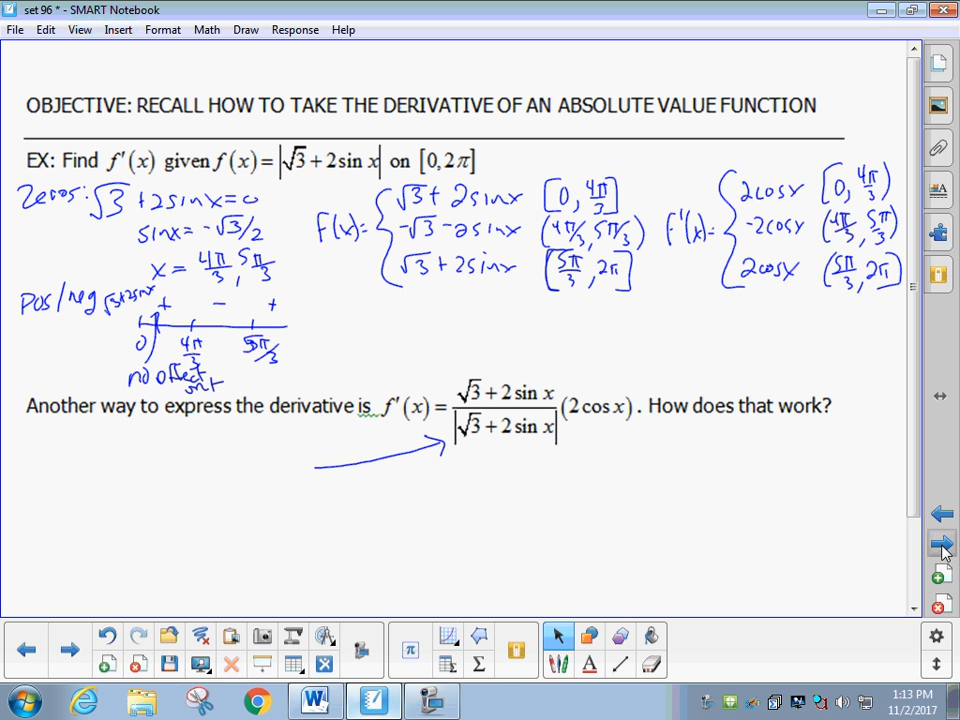 set 96 * - SMART Notebook
File Edit View Insert Format Math Draw Response Help
OBJECTIVE: RECALL HOW TO TAKE THE DERIVATIVE OF AN ABSOLUTE VALUE FUNCTION
EX: Find f'(x) given f(x) = |√3 + 2 sin x| on [0, 2π]
Zeros: √3 + 2sinx = 0
sinx = -√3/2
x = 4π/3, 5π/3
Pos/neg √3+2sinx + - +
0 4π/3 5π/3
no effect on it
f(x) = { √3 + 2sinx [0, 4π/3]
-√3 - 2sinx (4π/3, 5π/3)
√3 + 2sinx [5π/3, 2π]
f'(x) = { 2cosx [0, 4π/3)
-2cosx (4π/3, 5π/3)
2cosx (5π/3, 2π]
Another way to express the derivative is f'(x) = (√3 + 2 sin x)/|√3 + 2 sin x| (2 cos x). How does that work?
1:13 PM
11/2/2017